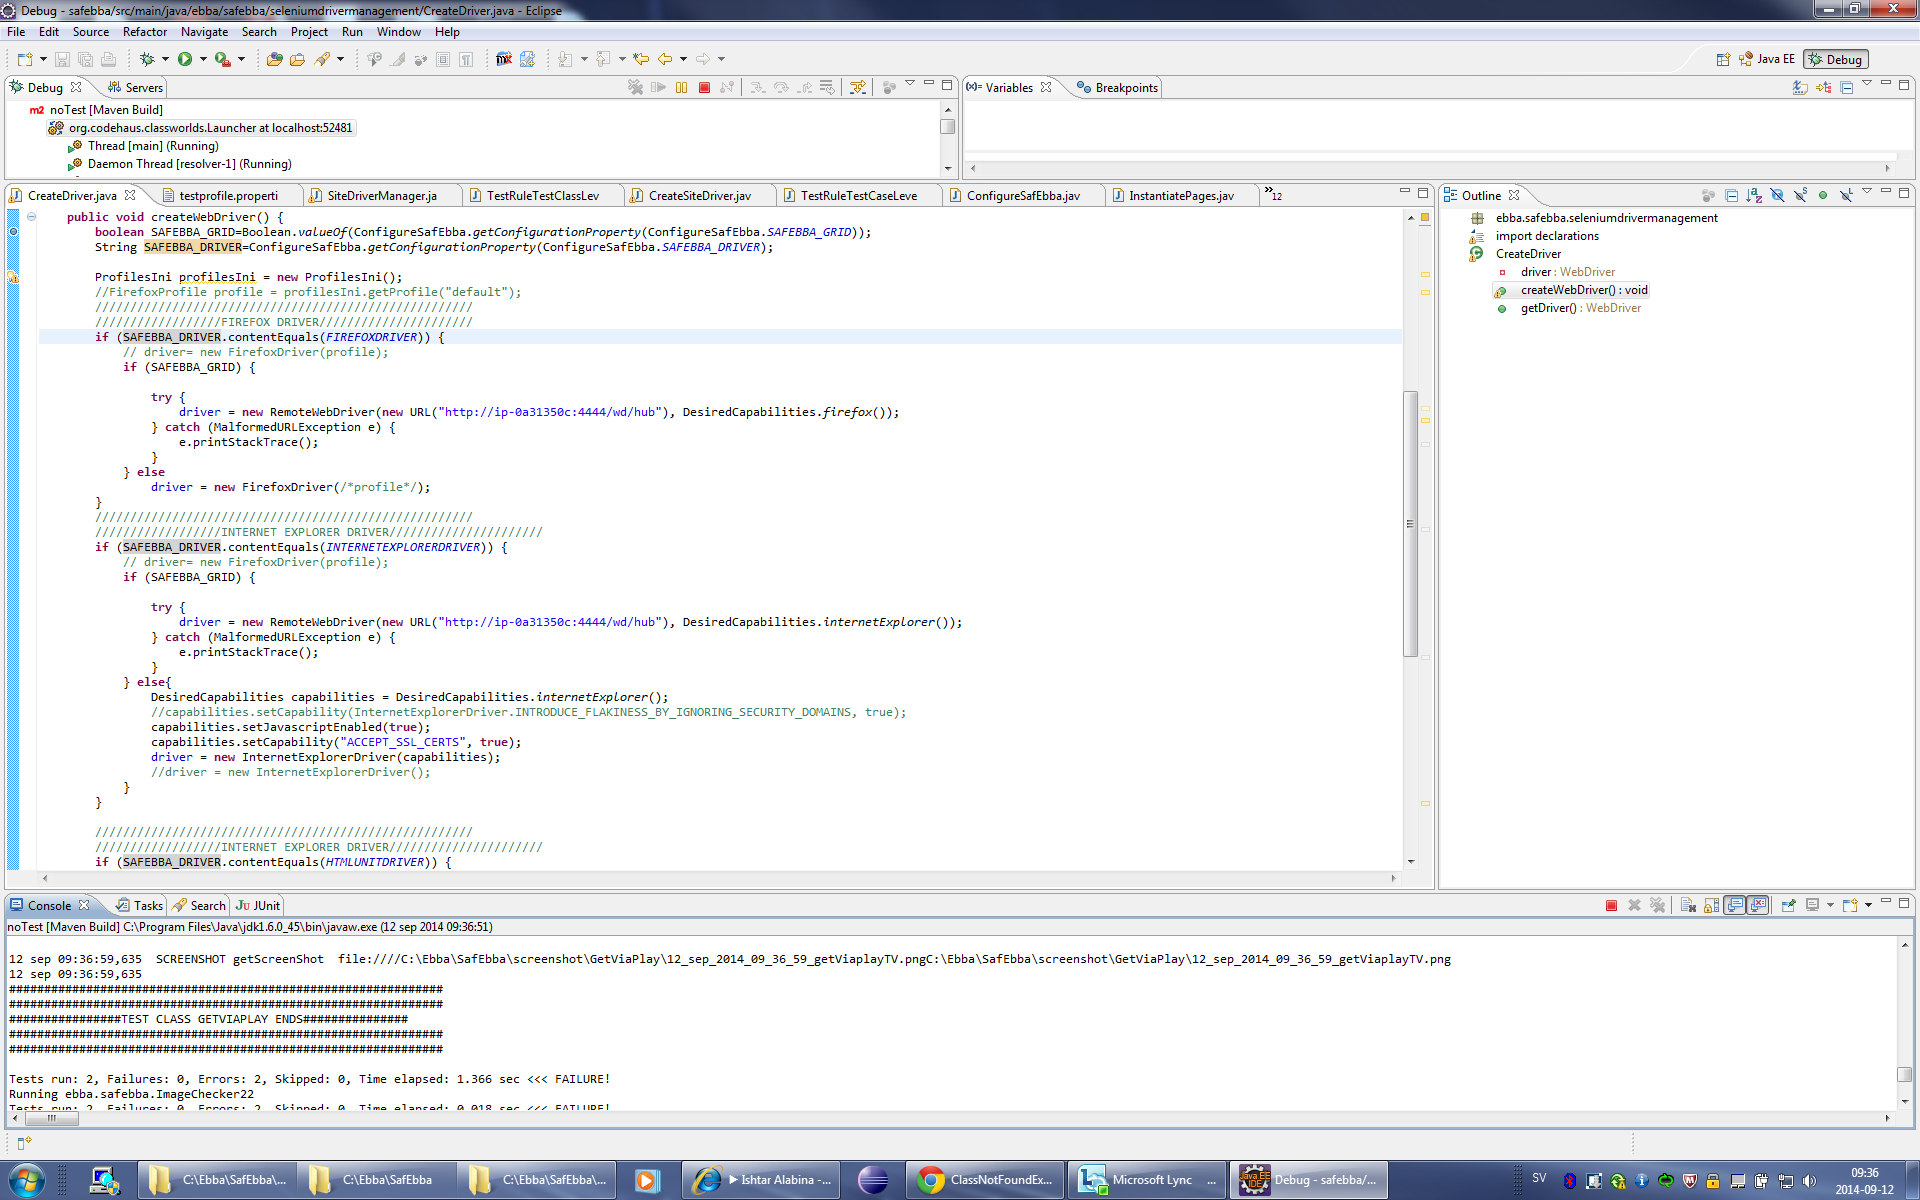 Debug - safebba/src/main/java/ebba/safebba/seleniumdrivermanagement/CreateDriver.java - Eclipse
File Edit Source Refactor Navigate Search Project Run Window Help
Java EE Debug
Debug Servers
noTest [Maven Build]
org.codehaus.classworlds.Launcher at localhost:52481
Thread [main] (Running)
Daemon Thread [resolver-1] (Running)
(x)= Variables Breakpoints
CreateDriver.java testprofile.properti SiteDriverManager.ja TestRuleTestClassLev CreateSiteDriver.jav TestRuleTestCaseLeve ConfigureSafEbba.jav InstantiatePages.jav »12
public void createWebDriver() {
boolean SAFEBBA_GRID=Boolean.valueOf(ConfigureSafEbba.getConfigurationProperty(ConfigureSafEbba.SAFEBBA_GRID));
String SAFEBBA_DRIVER=ConfigureSafEbba.getConfigurationProperty(ConfigureSafEbba.SAFEBBA_DRIVER);
ProfilesIni profilesIni = new ProfilesIni();
//FirefoxProfile profile = profilesIni.getProfile("default");
//////////////////////////////////////////////////////
//////////////////FIREFOX DRIVER//////////////////////
if (SAFEBBA_DRIVER.contentEquals(FIREFOXDRIVER)) {
// driver= new FirefoxDriver(profile);
if (SAFEBBA_GRID) {
try {
driver = new RemoteWebDriver(new URL("http://ip-0a31350c:4444/wd/hub"), DesiredCapabilities.firefox());
} catch (MalformedURLException e) {
e.printStackTrace();
}
} else
driver = new FirefoxDriver(/*profile*/);
}
//////////////////////////////////////////////////////
//////////////////INTERNET EXPLORER DRIVER//////////////////////
if (SAFEBBA_DRIVER.contentEquals(INTERNETEXPLORERDRIVER)) {
// driver= new FirefoxDriver(profile);
if (SAFEBBA_GRID) {
try {
driver = new RemoteWebDriver(new URL("http://ip-0a31350c:4444/wd/hub"), DesiredCapabilities.internetExplorer());
} catch (MalformedURLException e) {
e.printStackTrace();
}
} else{
DesiredCapabilities capabilities = DesiredCapabilities.internetExplorer();
//capabilities.setCapability(InternetExplorerDriver.INTRODUCE_FLAKINESS_BY_IGNORING_SECURITY_DOMAINS, true);
capabilities.setJavascriptEnabled(true);
capabilities.setCapability("ACCEPT_SSL_CERTS", true);
driver = new InternetExplorerDriver(capabilities);
//driver = new InternetExplorerDriver();
}
}
//////////////////////////////////////////////////////
//////////////////INTERNET EXPLORER DRIVER//////////////////////
if (SAFEBBA_DRIVER.contentEquals(HTMLUNITDRIVER)) {
Outline
ebba.safebba.seleniumdrivermanagement
import declarations
CreateDriver
driver : WebDriver
createWebDriver() : void
getDriver() : WebDriver
Console Tasks Search JUnit
noTest [Maven Build] C:\Program Files\Java\jdk1.6.0_45\bin\javaw.exe (12 sep 2014 09:36:51)
12 sep 09:36:59,635 SCREENSHOT getScreenShot file:////C:\Ebba\SafEbba\screenshot\GetViaPlay\12_sep_2014_09_36_59_getViaplayTV.pngC:\Ebba\SafEbba\screenshot\GetViaPlay\12_sep_2014_09_36_59_getViaplayTV.png
12 sep 09:36:59,635
##############################################################
##############################################################
################TEST CLASS GETVIAPLAY ENDS###############
##############################################################
##############################################################
Tests run: 2, Failures: 0, Errors: 2, Skipped: 0, Time elapsed: 1.366 sec <<< FAILURE!
Running ebba.safebba.ImageChecker22
Tests run: 2, Failures: 0, Errors: 2, Skipped: 0, Time elapsed: 0.018 sec <<< FAILURE!
C:\Ebba\SafEbba\... C:\Ebba\SafEbba C:\Ebba\SafEbba\... Ishtar Alabina -... ClassNotFoundEx... Microsoft Lync ... Debug - safebba/... SV 09:36
2014-09-12